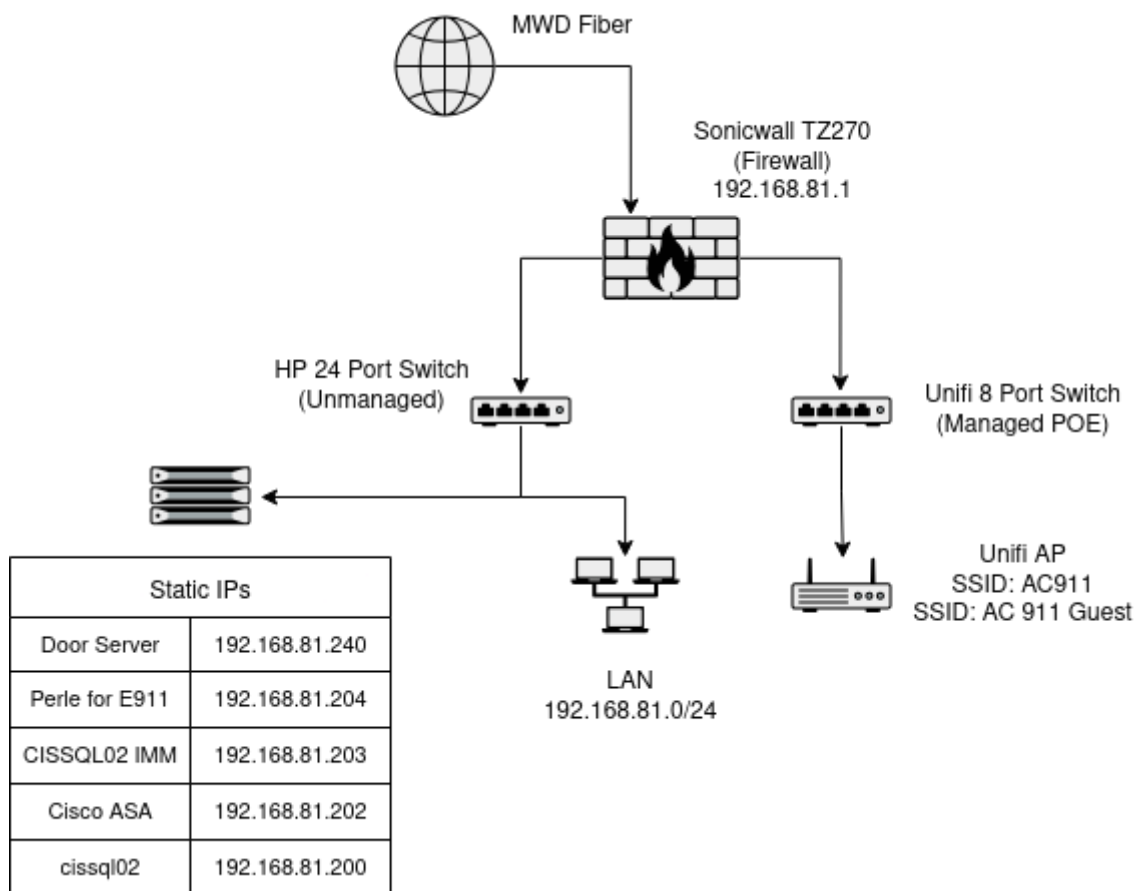 MWD Fiber
Sonicwall TZ270
(Firewall)
192.168.81.1
HP 24 Port Switch
(Unmanaged)
Unifi 8 Port Switch
(Managed POE)
Unifi AP
SSID: AC911
SSID: AC 911 Guest
LAN
192.168.81.0/24
Static IPs
Door Server 192.168.81.240
Perle for E911 192.168.81.204
CISSQL02 IMM 192.168.81.203
Cisco ASA 192.168.81.202
cissql02 192.168.81.200